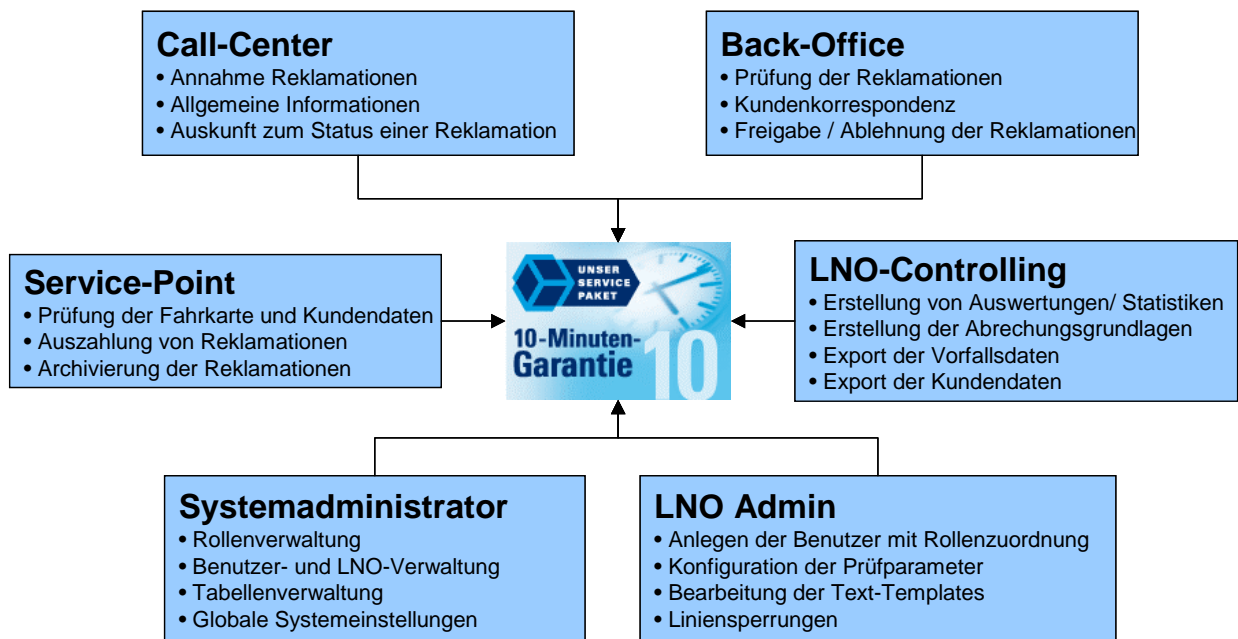 Call-Center
• Annahme Reklamationen
• Allgemeine Informationen
• Auskunft zum Status einer Reklamation
Back-Office
• Prüfung der Reklamationen
• Kundenkorrespondenz
• Freigabe / Ablehnung der Reklamationen
Service-Point
• Prüfung der Fahrkarte und Kundendaten
• Auszahlung von Reklamationen
• Archivierung der Reklamationen
UNSER
SERVICE
PAKET
10-Minuten-
Garantie
10
LNO-Controlling
• Erstellung von Auswertungen/ Statistiken
• Erstellung der Abrechungsgrundlagen
• Export der Vorfallsdaten
• Export der Kundendaten
Systemadministrator
• Rollenverwaltung
• Benutzer- und LNO-Verwaltung
• Tabellenverwaltung
• Globale Systemeinstellungen
LNO Admin
• Anlegen der Benutzer mit Rollenzuordnung
• Konfiguration der Prüfparameter
• Bearbeitung der Text-Templates
• Liniensperrungen